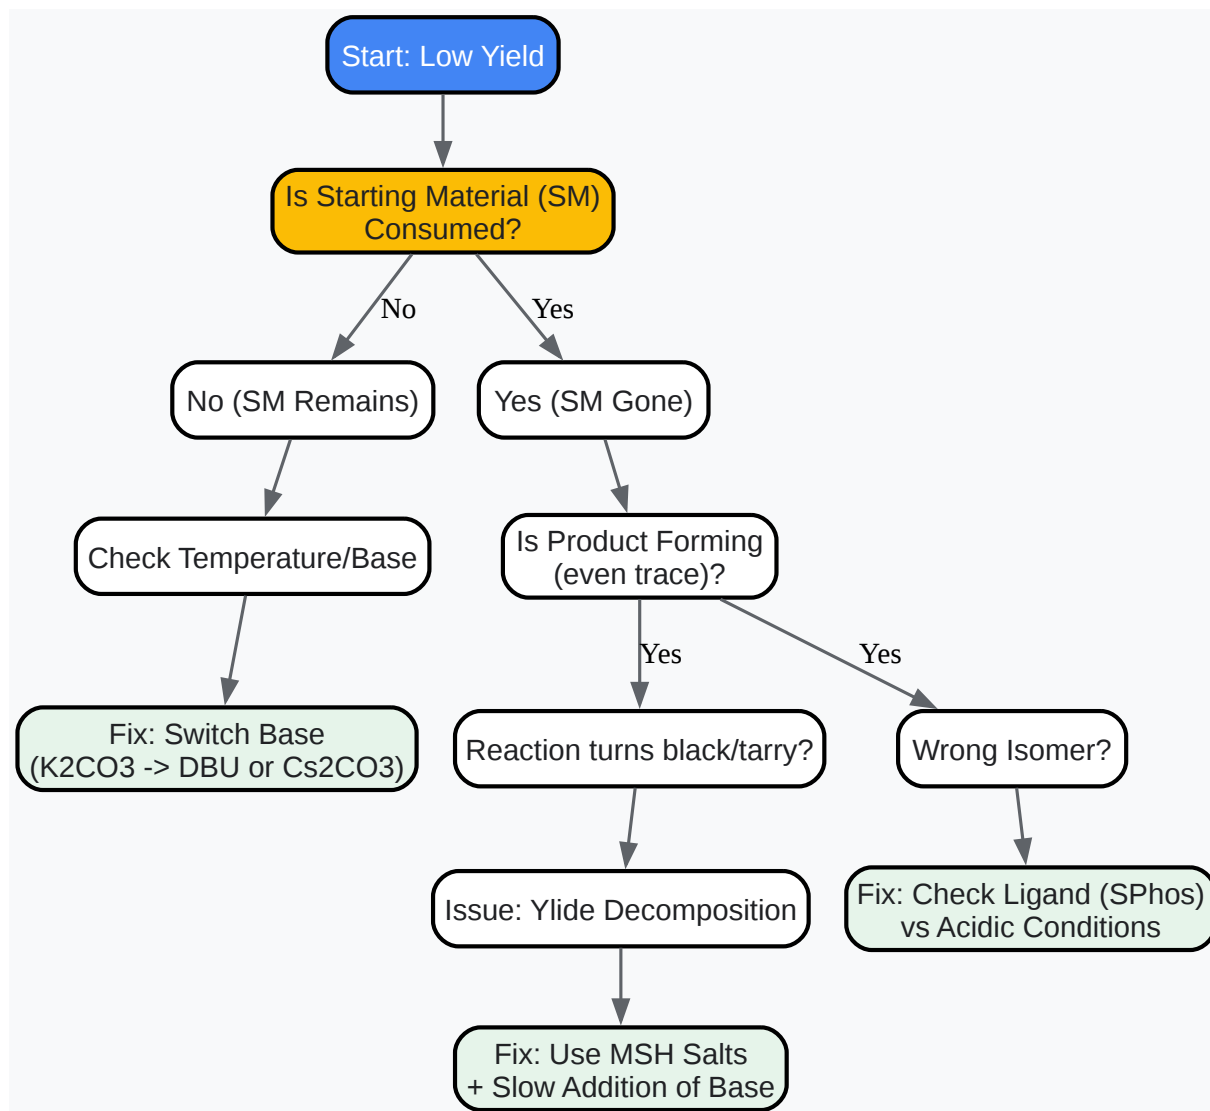 Start: Low Yield
Is Starting Material (SM)
Consumed?
No
Yes
No (SM Remains)
Yes (SM Gone)
Check Temperature/Base
Is Product Forming
(even trace)?
Yes
Yes
Fix: Switch Base
(K2CO3 -> DBU or Cs2CO3)
Reaction turns black/tarry?
Wrong Isomer?
Issue: Ylide Decomposition
Fix: Check Ligand (SPhos)
vs Acidic Conditions
Fix: Use MSH Salts
+ Slow Addition of Base